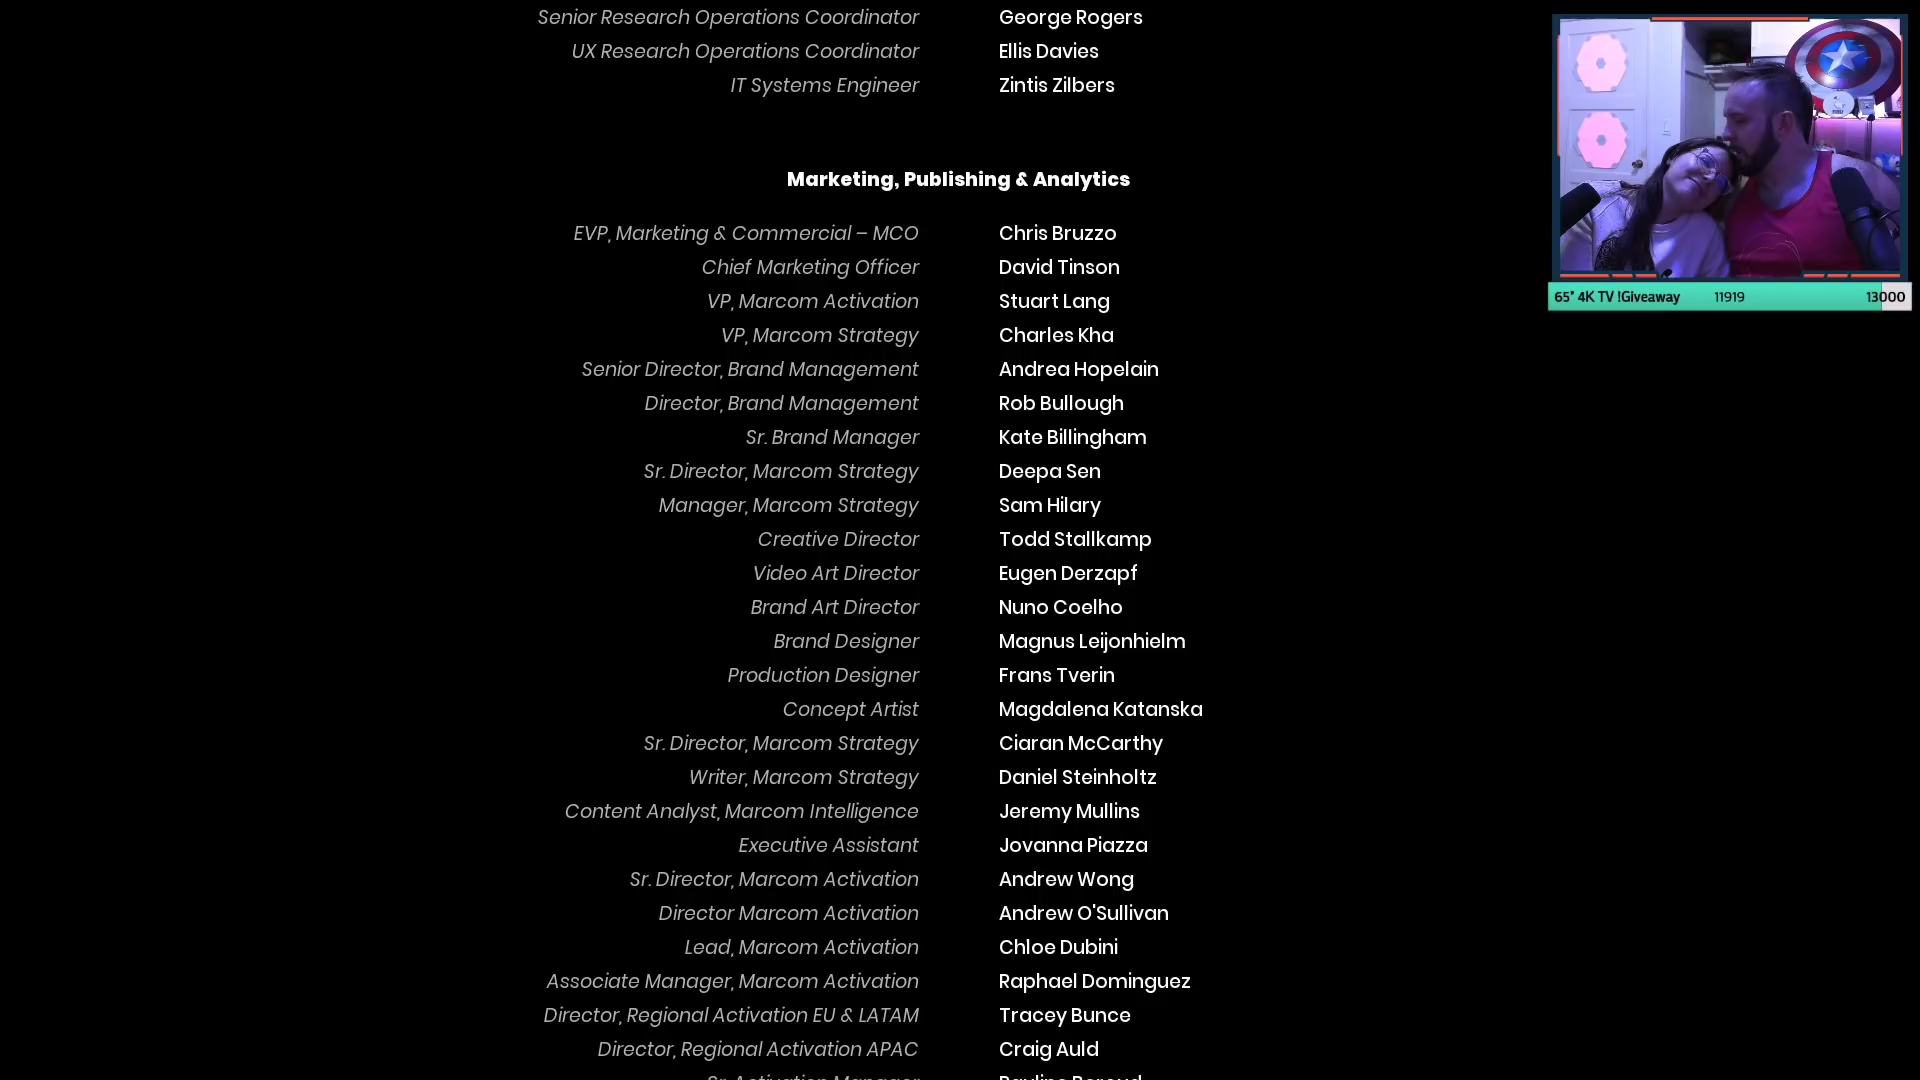 Senior Research Operations Coordinator George Rogers
UX Research Operations Coordinator Ellis Davies
IT Systems Engineer Zintis Zilbers
Marketing, Publishing & Analytics
EVP, Marketing & Commercial – MCO Chris Bruzzo
Chief Marketing Officer David Tinson
VP, Marcom Activation Stuart Lang
VP, Marcom Strategy Charles Kha
Senior Director, Brand Management Andrea Hopelain
Director, Brand Management Rob Bullough
Sr. Brand Manager Kate Billingham
Sr. Director, Marcom Strategy Deepa Sen
Manager, Marcom Strategy Sam Hilary
Creative Director Todd Stallkamp
Video Art Director Eugen Derzapf
Brand Art Director Nuno Coelho
Brand Designer Magnus Leijonhielm
Production Designer Frans Tverin
Concept Artist Magdalena Katanska
Sr. Director, Marcom Strategy Ciaran McCarthy
Writer, Marcom Strategy Daniel Steinholtz
Content Analyst, Marcom Intelligence Jeremy Mullins
Executive Assistant Jovanna Piazza
Sr. Director, Marcom Activation Andrew Wong
Director Marcom Activation Andrew O'Sullivan
Lead, Marcom Activation Chloe Dubini
Associate Manager, Marcom Activation Raphael Dominguez
Director, Regional Activation EU & LATAM Tracey Bunce
Director, Regional Activation APAC Craig Auld
Sr. Activation Manager
65" 4K TV !Giveaway 11919 13000